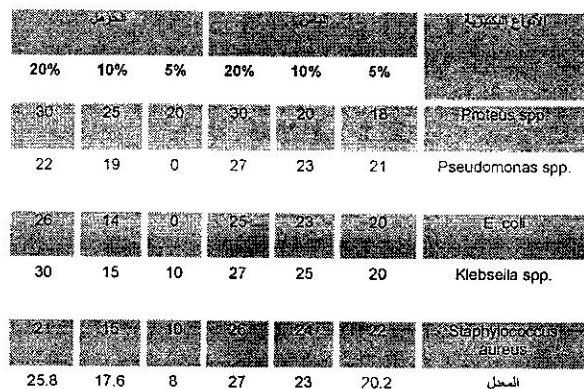 الأنواع البكتيرية
5% 10% 20% 5% 10% 20%
Proteus spp. 18 20 30 20 25 30
Pseudomonas spp. 21 23 27 0 19 22
E. coli 20 23 25 0 14 26
Klebseila spp. 20 25 27 10 15 30
Staphylococcus 22 24 26 10 15 21
aureus
المعدل 20.2 23 27 8 17.6 25.8